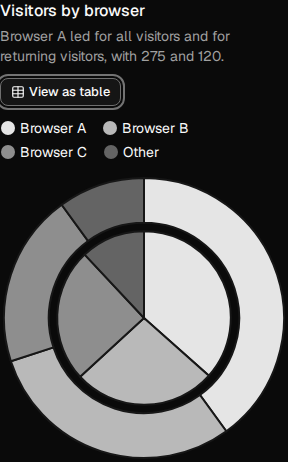 Visitors by browser
Browser A led for all visitors and for
returning visitors, with 275 and 120.
View as table
Browser A Browser B
Browser C Other